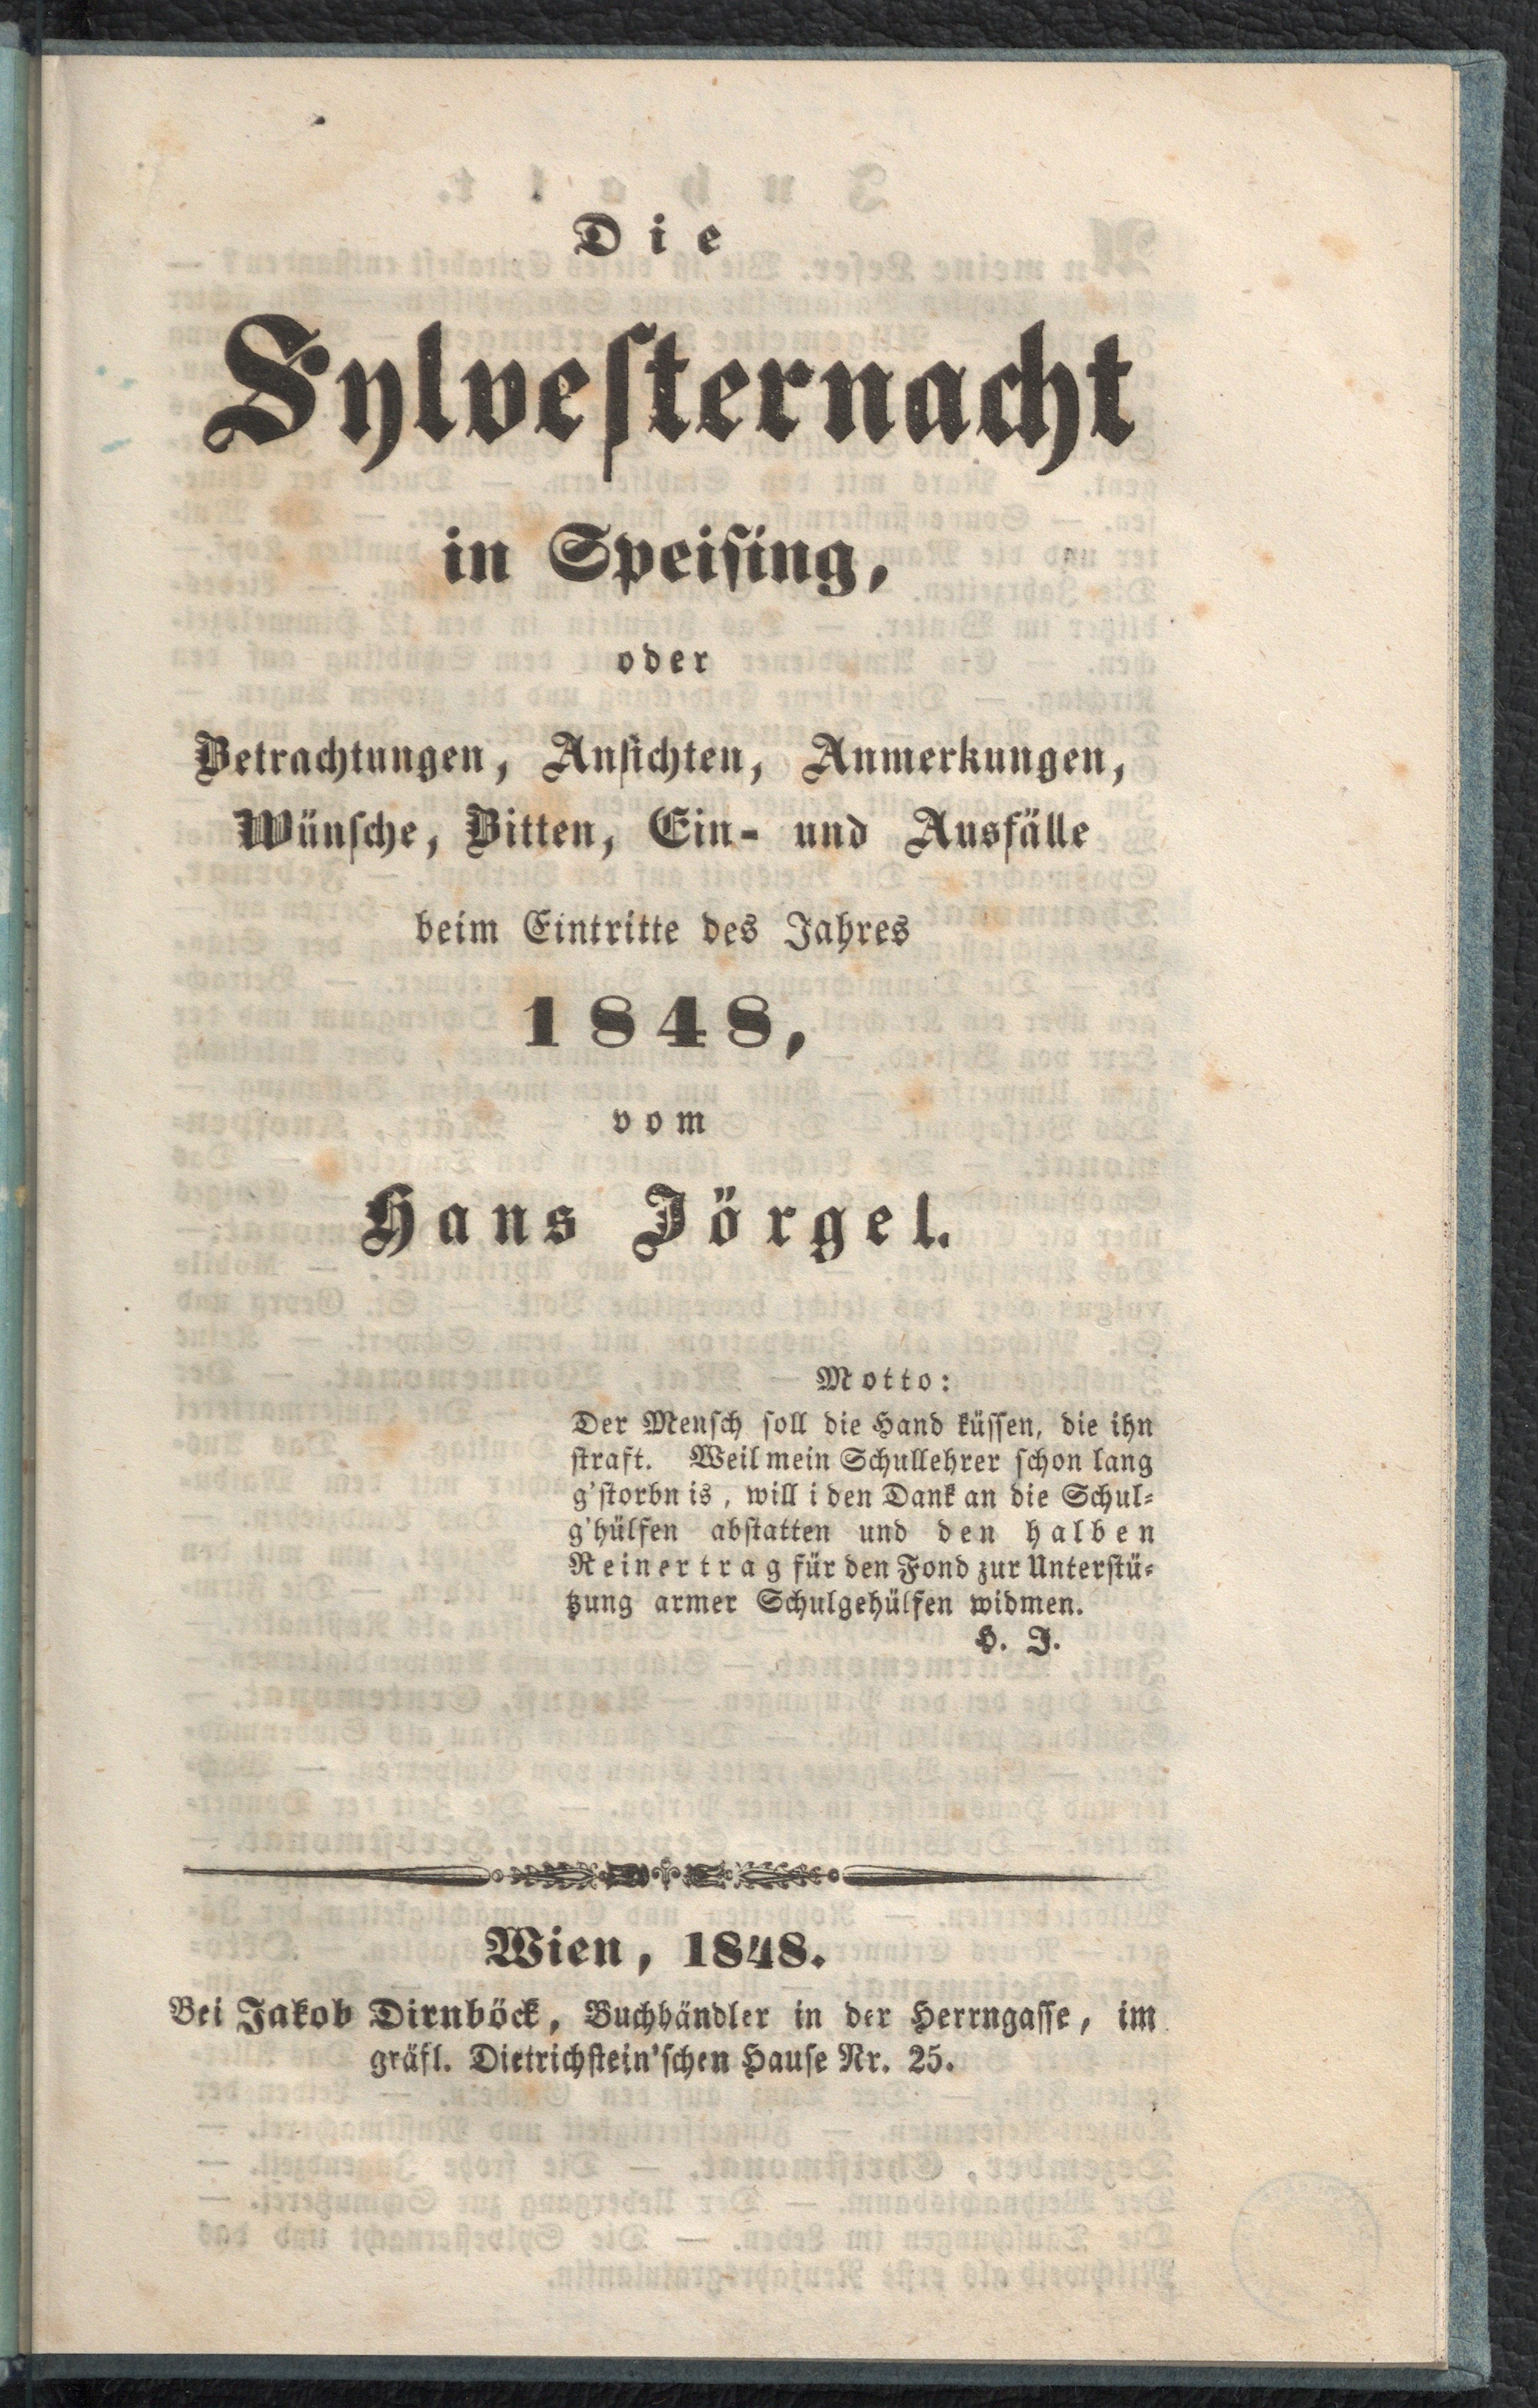 Die
Sylvesternacht
in Speising,
oder
Betrachtungen, Ansichten, Anmerkungen,
Wünsche, Bitten, Ein- und Ausfälle
beim Eintritte des Jahres
1848,
vom
Hans Jörgel.
Motto:
Der Mensch soll die Hand küssen, die ihn
straft. Weil mein Schullehrer schon lang
g'storbn is, will i den Dank an die Schul-
g'hülfen abstatten und den halben
Reinertrag für den Fond zur Unterstü-
tzung armer Schulgehülfen widmen.
H. J.
Wien, 1848.
Bei Jakob Dirnböck, Buchhändler in der Herrngasse, im
gräfl. Dietrichstein'schen Hause Nr. 25.